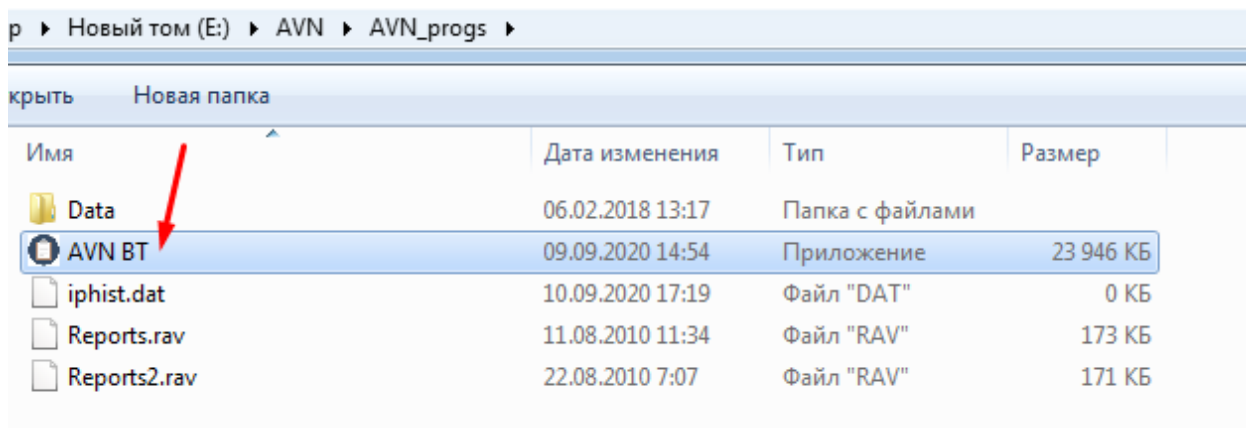 р ▸ Новый том (E:) ▸ AVN ▸ AVN_progs ▸
крыть Новая папка
Имя Дата изменения Тип Размер
Data 06.02.2018 13:17 Папка с файлами
AVN BT 09.09.2020 14:54 Приложение 23 946 КБ
iphist.dat 10.09.2020 17:19 Файл "DAT" 0 КБ
Reports.rav 11.08.2010 11:34 Файл "RAV" 173 КБ
Reports2.rav 22.08.2010 7:07 Файл "RAV" 171 КБ